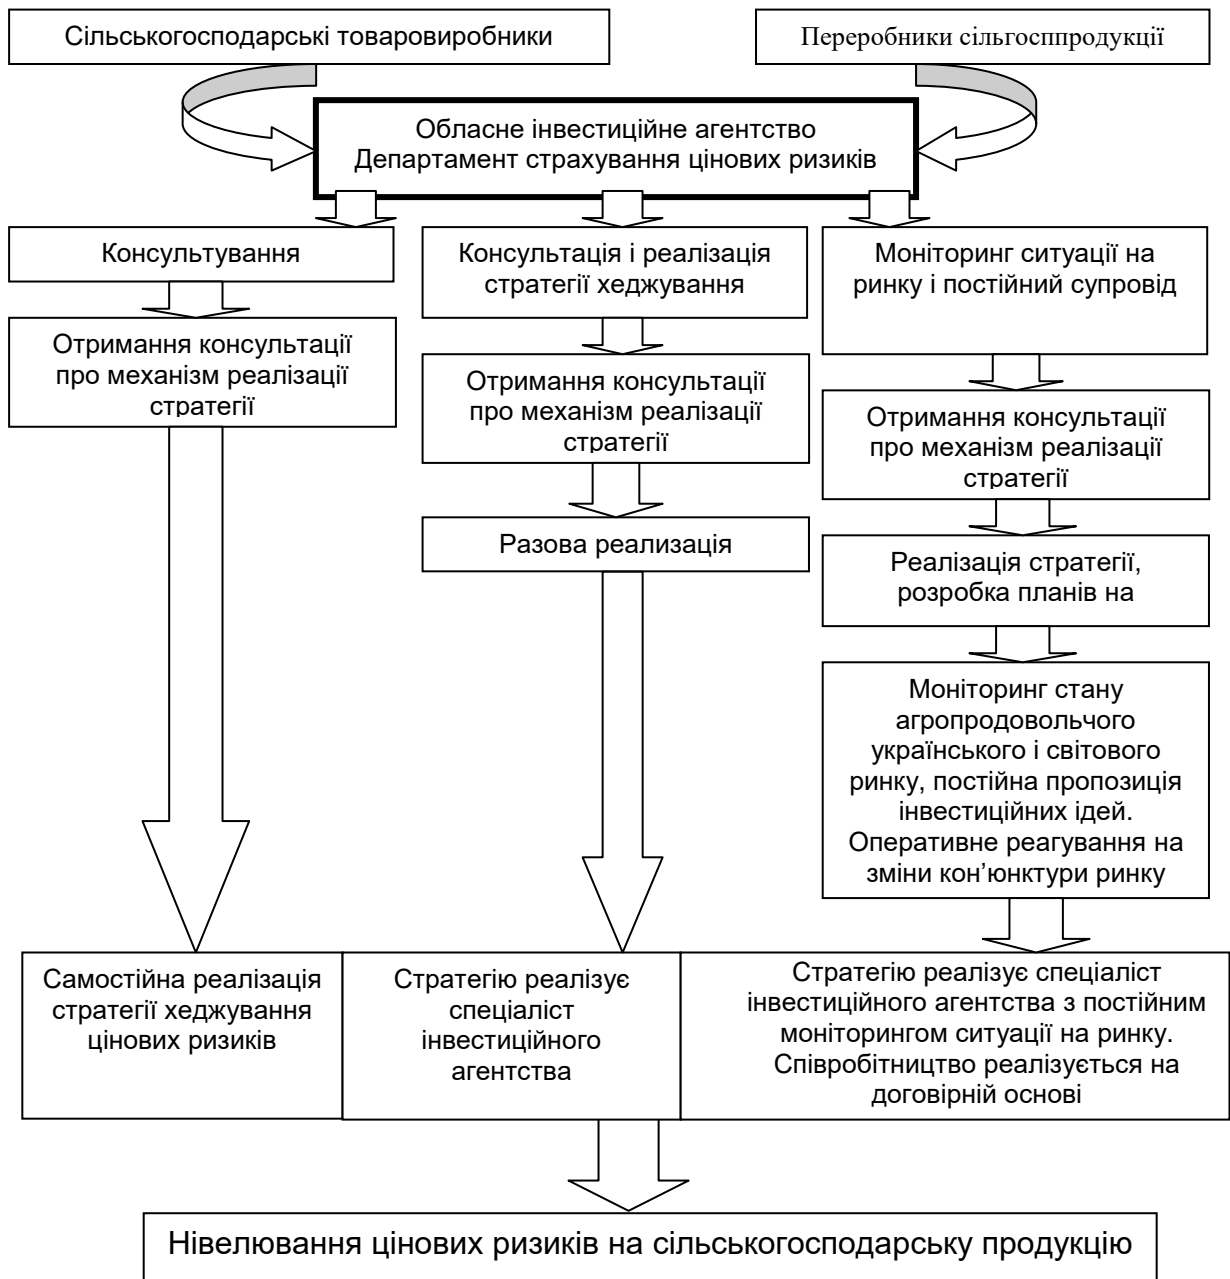 Сільськогосподарські товаровиробники
Переробники сільгосппродукції
Обласне інвестиційне агентство
Департамент страхування цінових ризиків
Консультування
Отримання консультації
про механізм реалізації
стратегії
Консультація і реалізація
стратегії хеджування
Отримання консультації
про механізм реалізації
стратегії
Разова реализація
Моніторинг ситуації на
ринку і постійний супровід
Отримання консультації
про механізм реалізації
стратегії
Реалізація стратегії,
розробка планів на
Моніторинг стану
агропродовольчого
українського і світового
ринку, постійна пропозиція
інвестиційних ідей.
Оперативне реагування на
зміни кон’юнктури ринку
Самостійна реалізація
стратегії хеджування
цінових ризиків
Стратегію реалізує
спеціаліст
інвестиційного
агентства
Стратегію реалізує спеціаліст
інвестиційного агентства з постійним
моніторингом ситуації на ринку.
Співробітництво реалізується на
договірній основі
Нівелювання цінових ризиків на сільськогосподарську продукцію